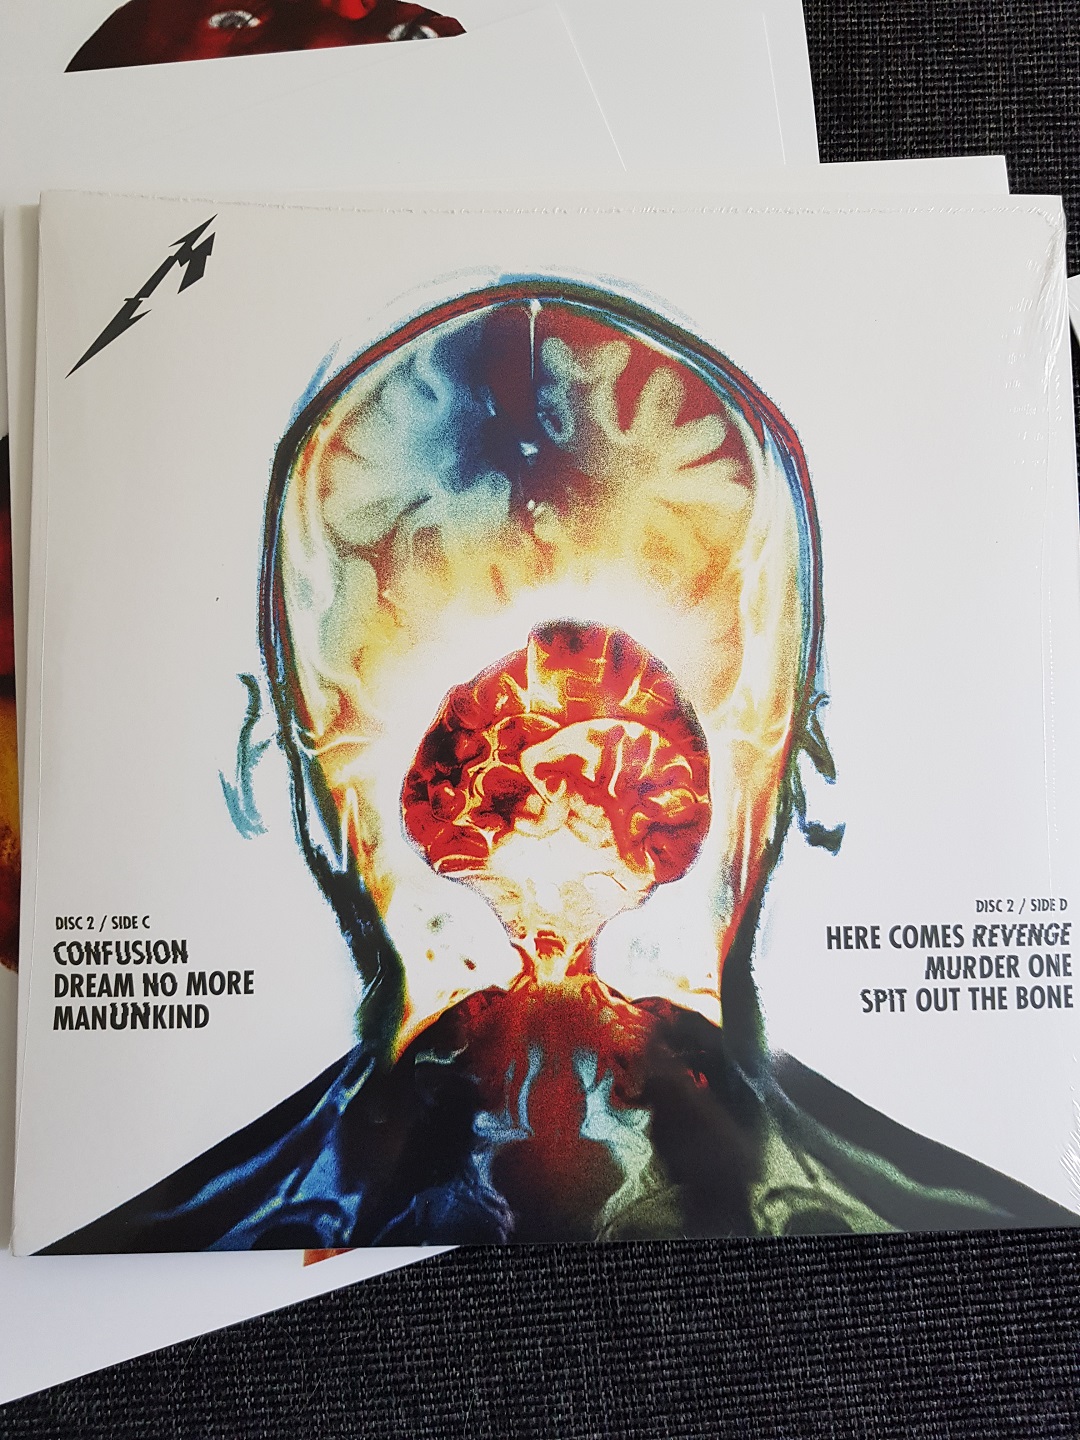 DISC 2 / SIDE C
CONFUSION
DREAM NO MORE
MANUNKIND
DISC 2 / SIDE D
HERE COMES REVENGE
MURDER ONE
SPIT OUT THE BONE